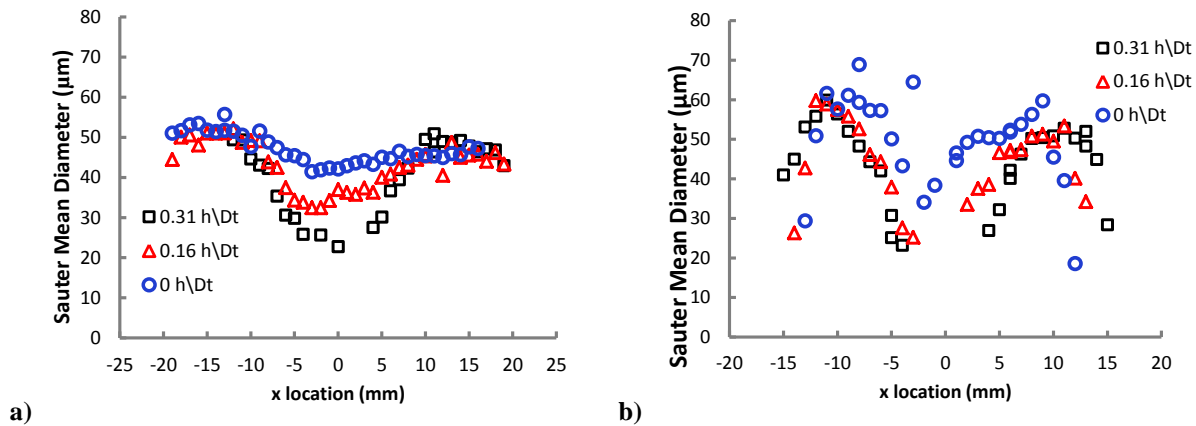 80
70
60
50
40
30
20
10
0
Sauter Mean Diameter (µm)
0.31 h\Dt
0.16 h\Dt
0 h\Dt
-25 -20 -15 -10 -5 0 5 10 15 20 25
x location (mm)
a)
80
70
60
50
40
30
20
10
0
Sauter Mean Diameter (µm)
0.31 h\Dt
0.16 h\Dt
0 h\Dt
-20 -15 -10 -5 0 5 10 15 20
x location (mm)
b)